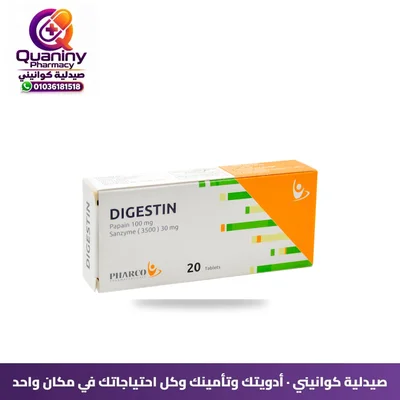 Quaniny
Pharmacy
صيدلية كوانيني
01036181518
DIGESTIN
Papain 100 mg
Sanzyme ( 3500 ) 30 mg
PHARCO
20 Tablets
صيدلية كوانيني - أدويتك وتأمينك وكل احتياجاتك في مكان واحد